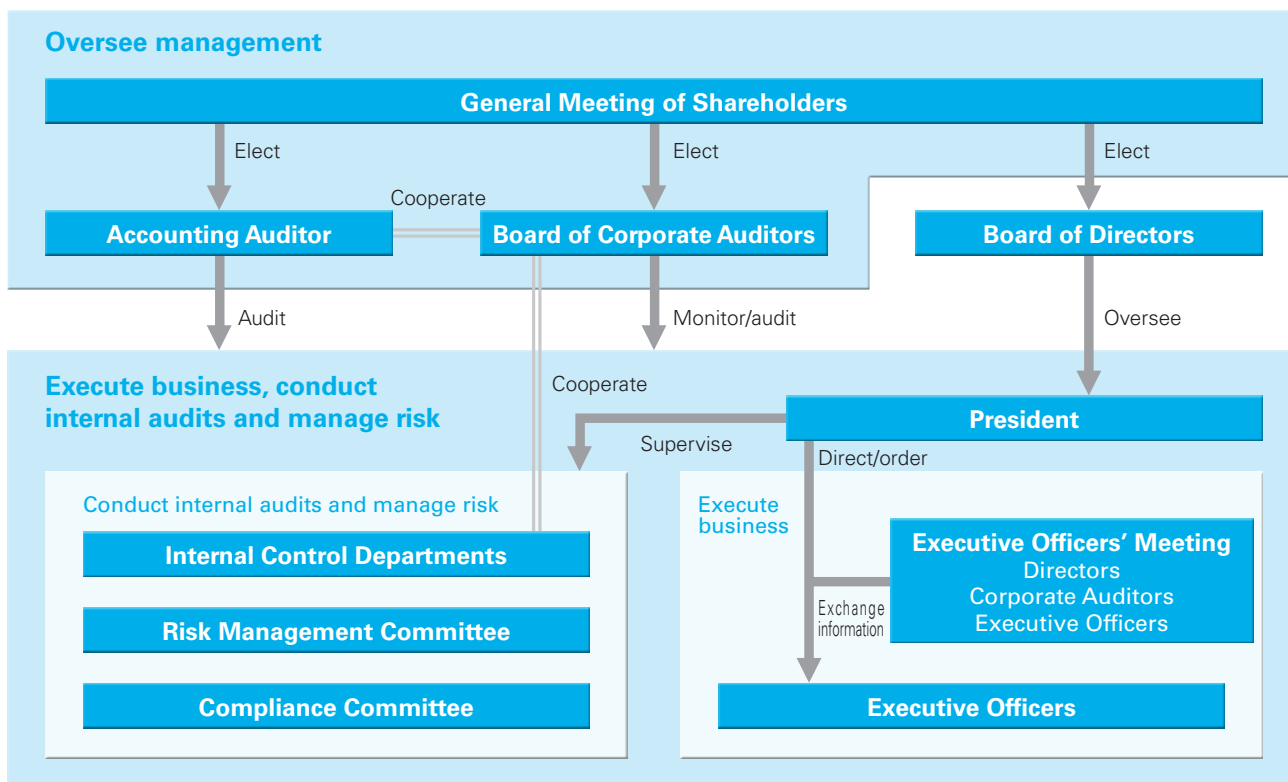 Oversee management
General Meeting of Shareholders
Elect
Elect
Elect
Cooperate
Accounting Auditor
Board of Corporate Auditors
Board of Directors
Audit
Monitor/audit
Oversee
Execute business, conduct
internal audits and manage risk
Cooperate
President
Supervise
Direct/order
Conduct internal audits and manage risk
Internal Control Departments
Risk Management Committee
Compliance Committee
Execute
business
Executive Officers’ Meeting
Directors
Corporate Auditors
Executive Officers
Exchange
information
Executive Officers